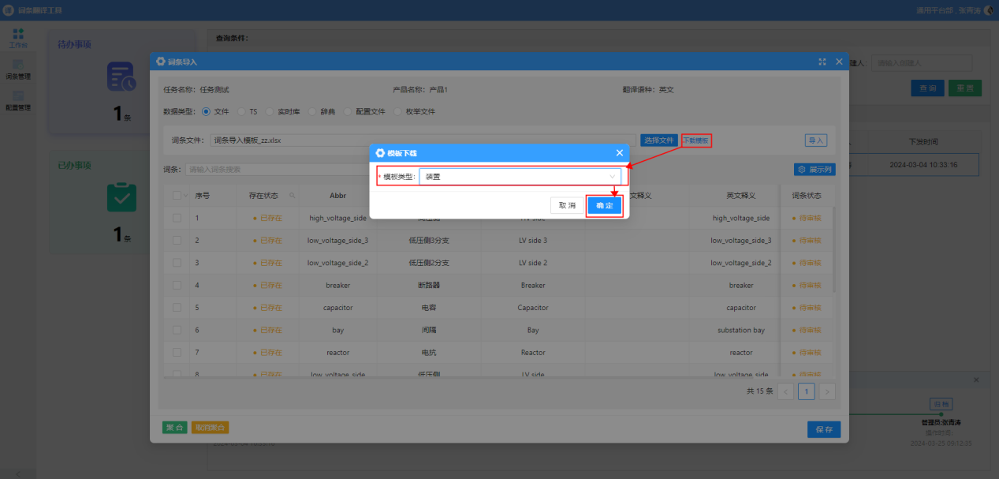 词条翻译工具
通用平台部_张青涛
工作台
词条管理
配置管理
待办事项
1条
已办事项
1条
查询条件：
建人
请输入创建人
查 询
重 置
下发时间
2024-03-04 10:33:16
词条导入
任务名称：任务测试
产品名称：产品1
翻译语种：英文
数据类型： 文件 TS 实时库 辞典 配置文件 枚举文件
词条文件： 词条导入模板_zz.xlsx 选择文件 下载模板 导 入
词条： 请输入词条搜索 展示列
模板下载
* 模板类型： 装置
取 消 确 定
序号 存在状态 Abbr 文释义 英文释义 词条状态
1 已存在 high_voltage_side high_voltage_side 待审核
2 已存在 low_voltage_side_3 低压侧3分支 LV side 3 low_voltage_side_3 待审核
3 已存在 low_voltage_side_2 低压侧2分支 LV side 2 low_voltage_side_2 待审核
4 已存在 breaker 断路器 Breaker breaker 待审核
5 已存在 capacitor 电容 Capacitor capacitor 待审核
6 已存在 bay 间隔 Bay substation bay 待审核
7 已存在 reactor 电抗 Reactor reactor 待审核
8 已存在 low_voltage_side 低压侧 LV side low_voltage_side 待审核
共 15 条 < 1 >
聚 合 取消聚合 保 存
管理员:张青涛
操作时间:
2024-03-25 09:12:35